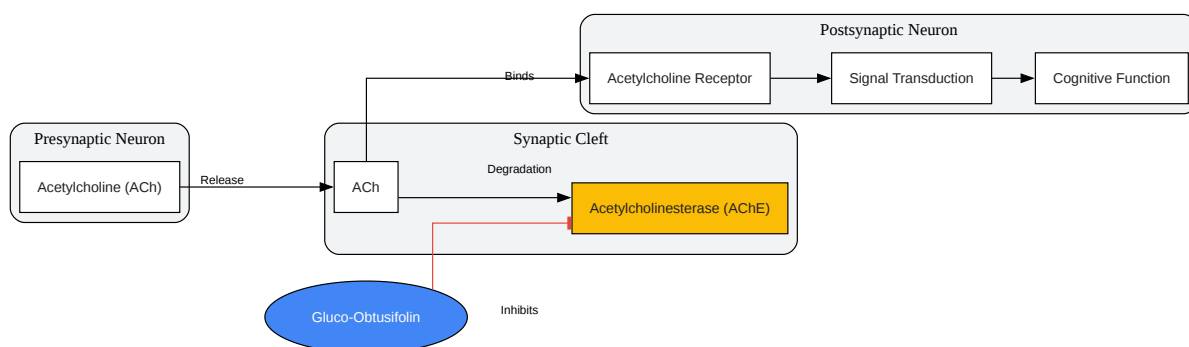 Postsynaptic Neuron
Binds
Acetylcholine Receptor
Signal Transduction
Cognitive Function
Presynaptic Neuron
Synaptic Cleft
Acetylcholine (ACh)
Release
ACh
Degradation
Acetylcholinesterase (AChE)
Gluco-Obtusifolin
Inhibits